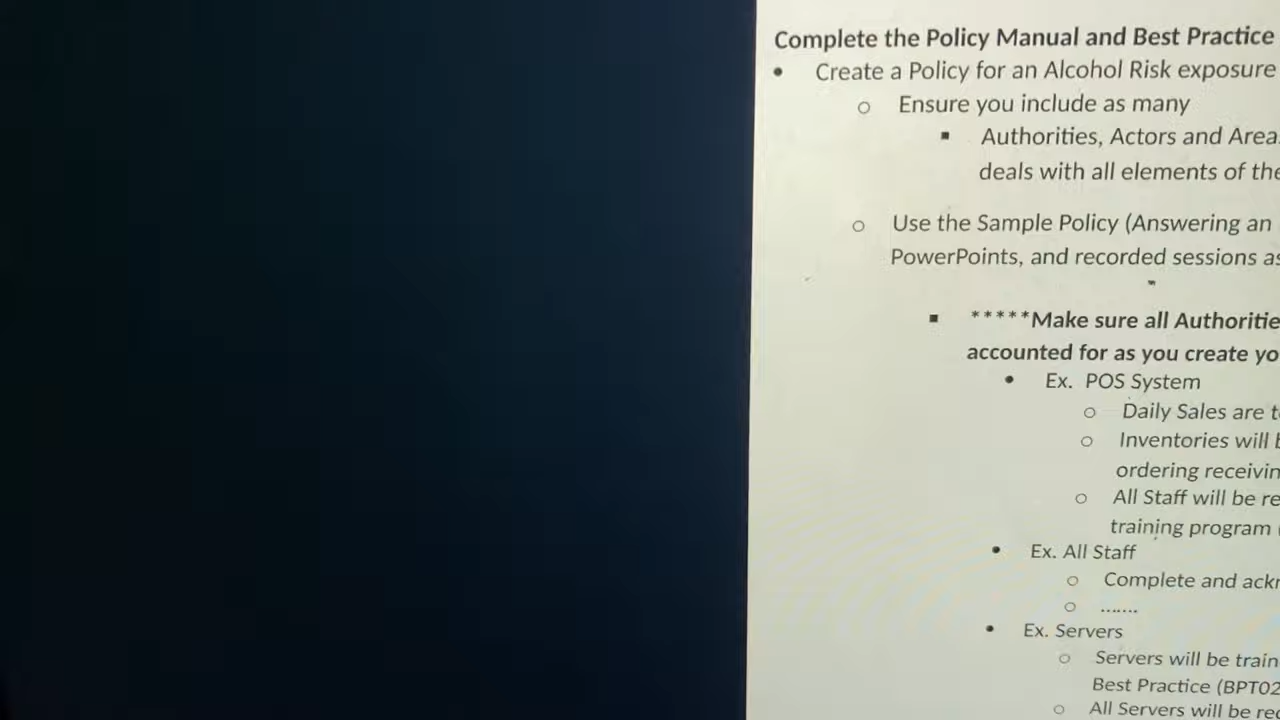 Complete the Policy Manual and Best Practice
• Create a Policy for an Alcohol Risk exposure
o Ensure you include as many
▪ Authorities, Actors and Area
deals with all elements of the
o Use the Sample Policy (Answering an
PowerPoints, and recorded sessions as
▪ *****Make sure all Authoritie
accounted for as you create yo
• Ex. POS System
o Daily Sales are t
o Inventories will b
ordering receivin
o All Staff will be re
training program (
• Ex. All Staff
o Complete and ack
o .......
• Ex. Servers
o Servers will be train
Best Practice (BPT02
o All Servers will be req